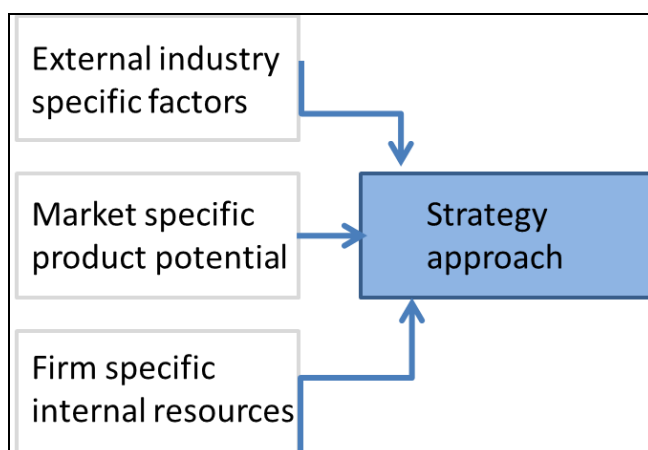 External industry
specific factors
Market specific
product potential
Strategy
approach
Firm specific
internal resources